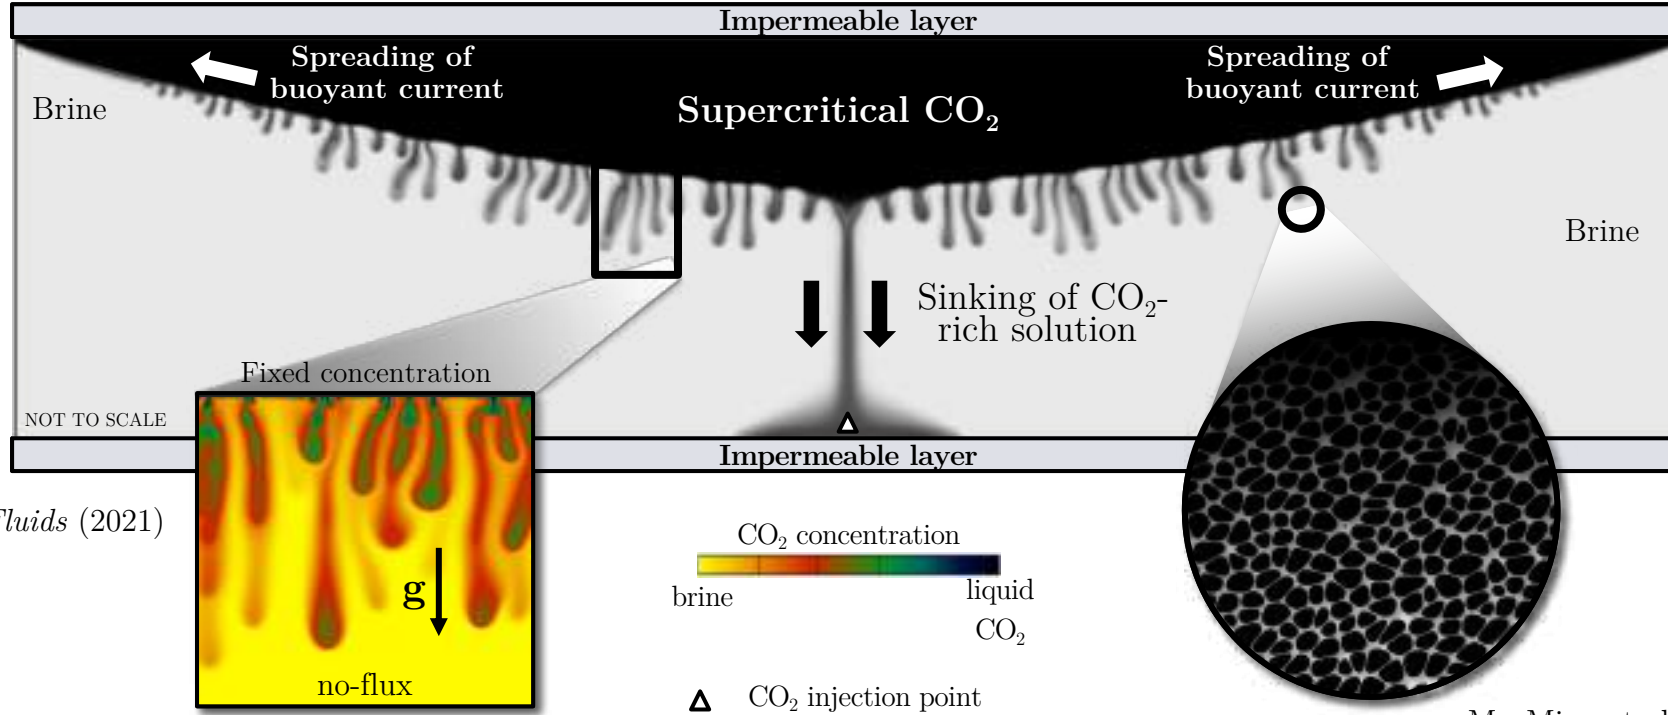 Impermeable layer
Spreading of
buoyant current
Spreading of
buoyant current
Brine
Supercritical CO₂
Brine
Sinking of CO₂-
rich solution
Fixed concentration
NOT TO SCALE
Impermeable layer
Fluids (2021)
CO₂ concentration
brine
liquid
CO₂
g
no-flux
CO₂ injection point